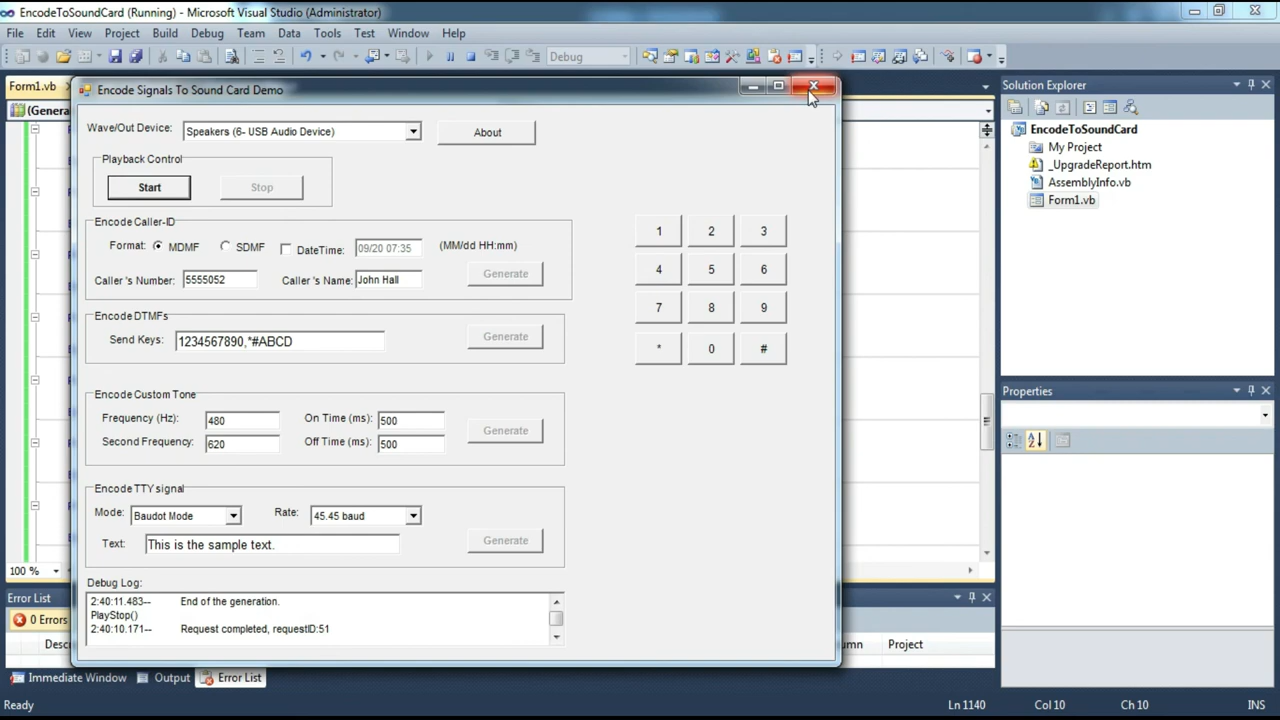 EncodeToSoundCard (Running) - Microsoft Visual Studio (Administrator)
File Edit View Project Build Debug Team Data Tools Test Window Help
Debug
Form1.vb
Encode Signals To Sound Card Demo
Solution Explorer
(General
Wave/Out Device: Speakers (6- USB Audio Device) About
EncodeToSoundCard
My Project
_UpgradeReport.htm
AssemblyInfo.vb
Form1.vb
Playback Control
Start Stop
Encode Caller-ID
Format: MDMF SDMF DateTime: 09/20 07:35 (MM/dd HH:mm)
Caller 's Number: 5555052 Caller 's Name: John Hall Generate
1 2 3
4 5 6
7 8 9
* 0 #
Encode DTMFs
Send Keys: 1234567890,*#ABCD Generate
Encode Custom Tone
Frequency (Hz): 480 On Time (ms): 500
Second Frequency: 620 Off Time (ms): 500
Generate
Properties
Encode TTY signal
Mode: Baudot Mode Rate: 45.45 baud
Text: This is the sample text. Generate
100 %
Debug Log:
2:40:11.483-- End of the generation.
PlayStop()
2:40:10.171-- Request completed, requestID:51
Error List
0 Errors
Project
Immediate Window Output Error List
Ready Ln 1140 Col 10 Ch 10 INS